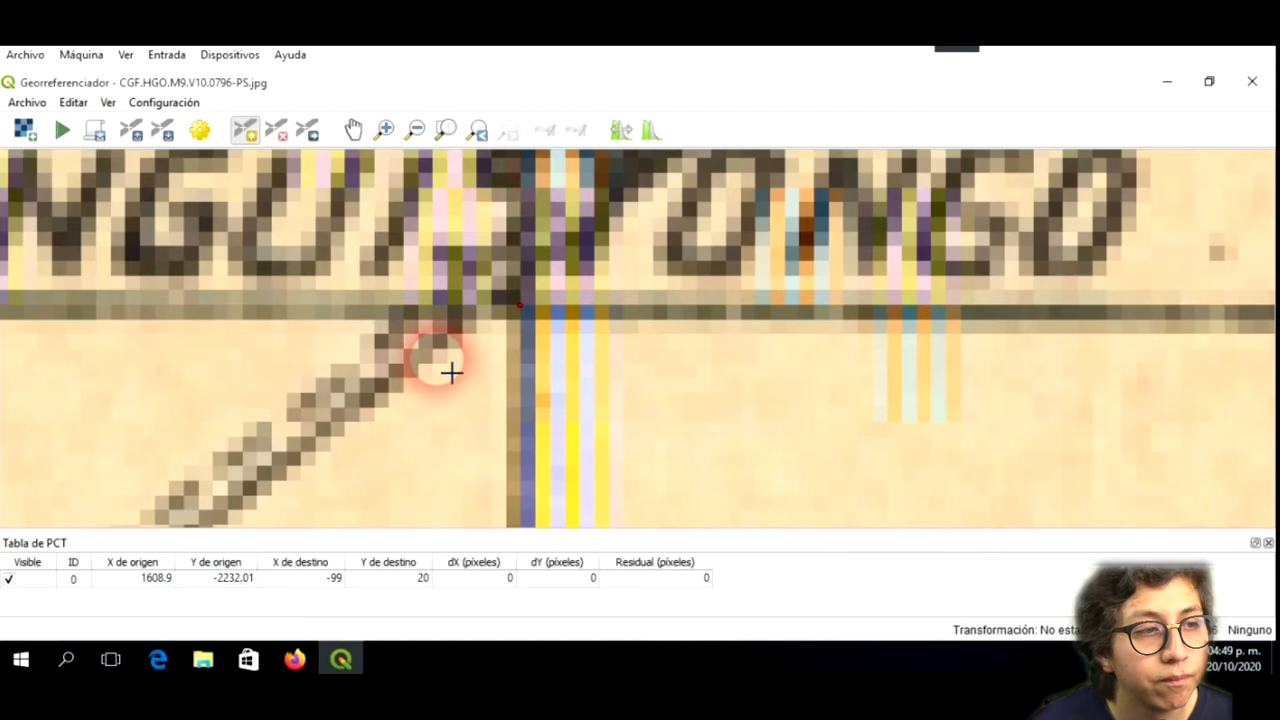 Archivo Máquina Ver Entrada Dispositivos Ayuda
Georreferenciador - CGF.HGO.M9.V10.0796-PS.jpg
Archivo Editar Ver Configuración
Tabla de PCT
Visible ID X de origen Y de origen X de destino Y de destino dX (píxeles) dY (píxeles) Residual (píxeles)
0 1608.9 -2232.01 -99 20 0 0 0
Transformación: No esta Ninguno
04:49 p. m.
20/10/2020